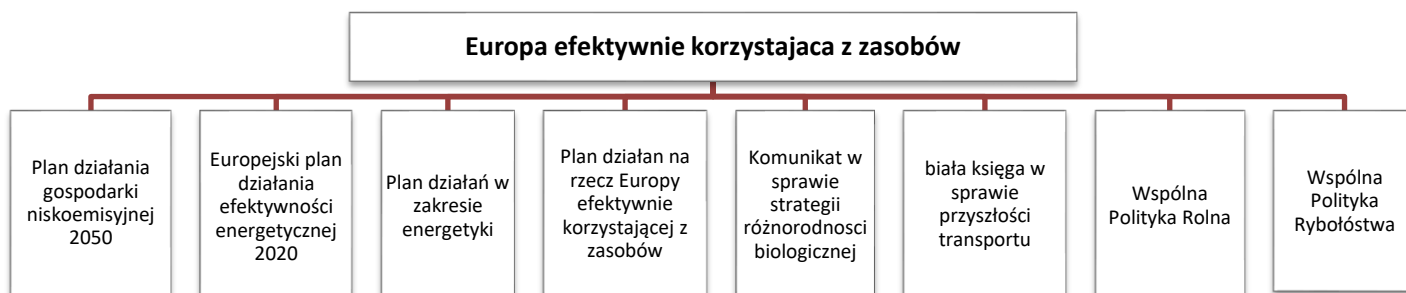 Europa efektywnie korzystajaca z zasobów
Plan działania
gospodarki
niskoemisyjnej
2050
Europejski plan
działania
efektywności
energetycznej
2020
Plan działań w
zakresie
energetyki
Plan działan na
rzecz Europy
efektywnie
korzystającej z
zasobów
Komunikat w
sprawie
strategii
różnorodnosci
biologicznej
biała księga w
sprawie
przyszłości
transportu
Wspólna
Polityka Rolna
Wspólna
Polityka
Rybołóstwa